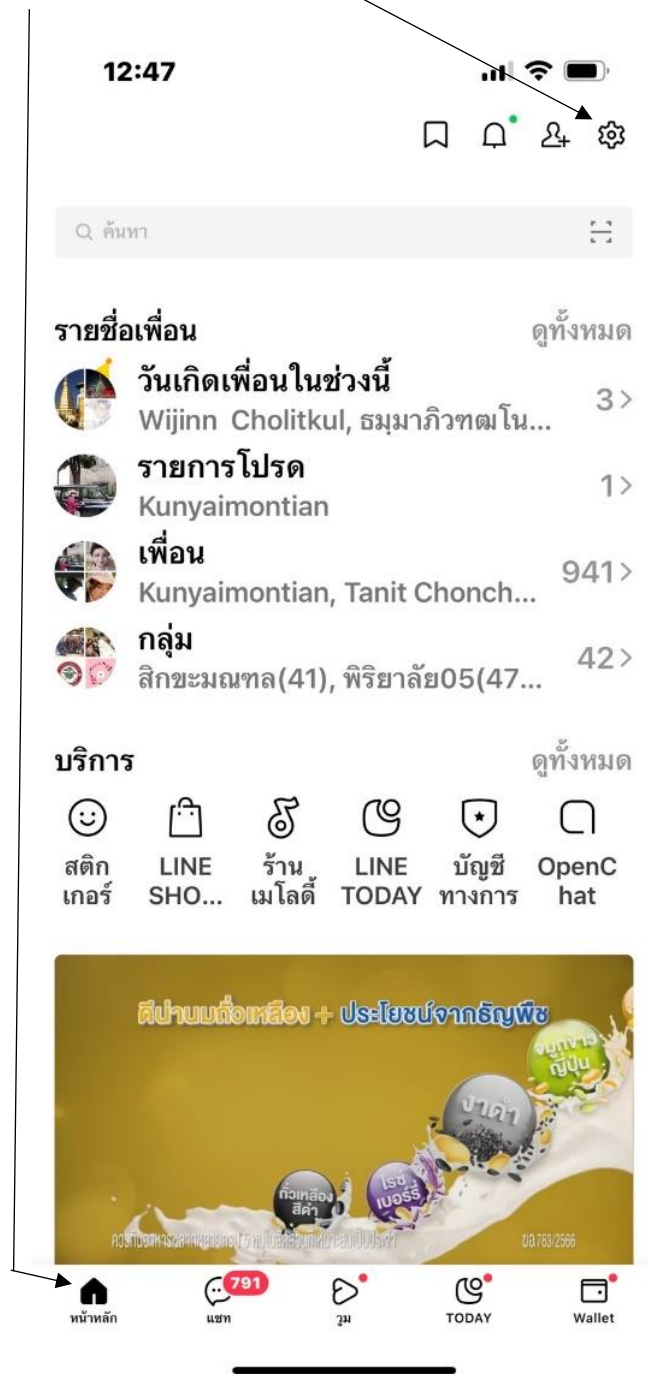 12:47
ค้นหา
รายชื่อเพื่อน ดูทั้งหมด
วันเกิดเพื่อนในช่วงนี้
Wijinn Cholitkul, ธมฺมาภิวฑฒโน... 3
รายการโปรด
Kunyaimontian 1
เพื่อน
Kunyaimontian, Tanit Chonch... 941
กลุ่ม
สิกขะมณฑล(41), พิริยาลัย05(47... 42
บริการ ดูทั้งหมด
สติก LINE ร้าน LINE บัญชี OpenC
เกอร์ SHO... เมโลดี้ TODAY ทางการ hat
ตีน่านมถั่วเหลือง + ประโยชน์จากธัญพืช
จมูกข้าว
ญี่ปุ่น
งาดำ
ไรซ์
เบอร์รี่
ถั่วเหลือง
สีดำ
ฆอ.763/2566
791
หน้าหลัก แชท วูม TODAY Wallet